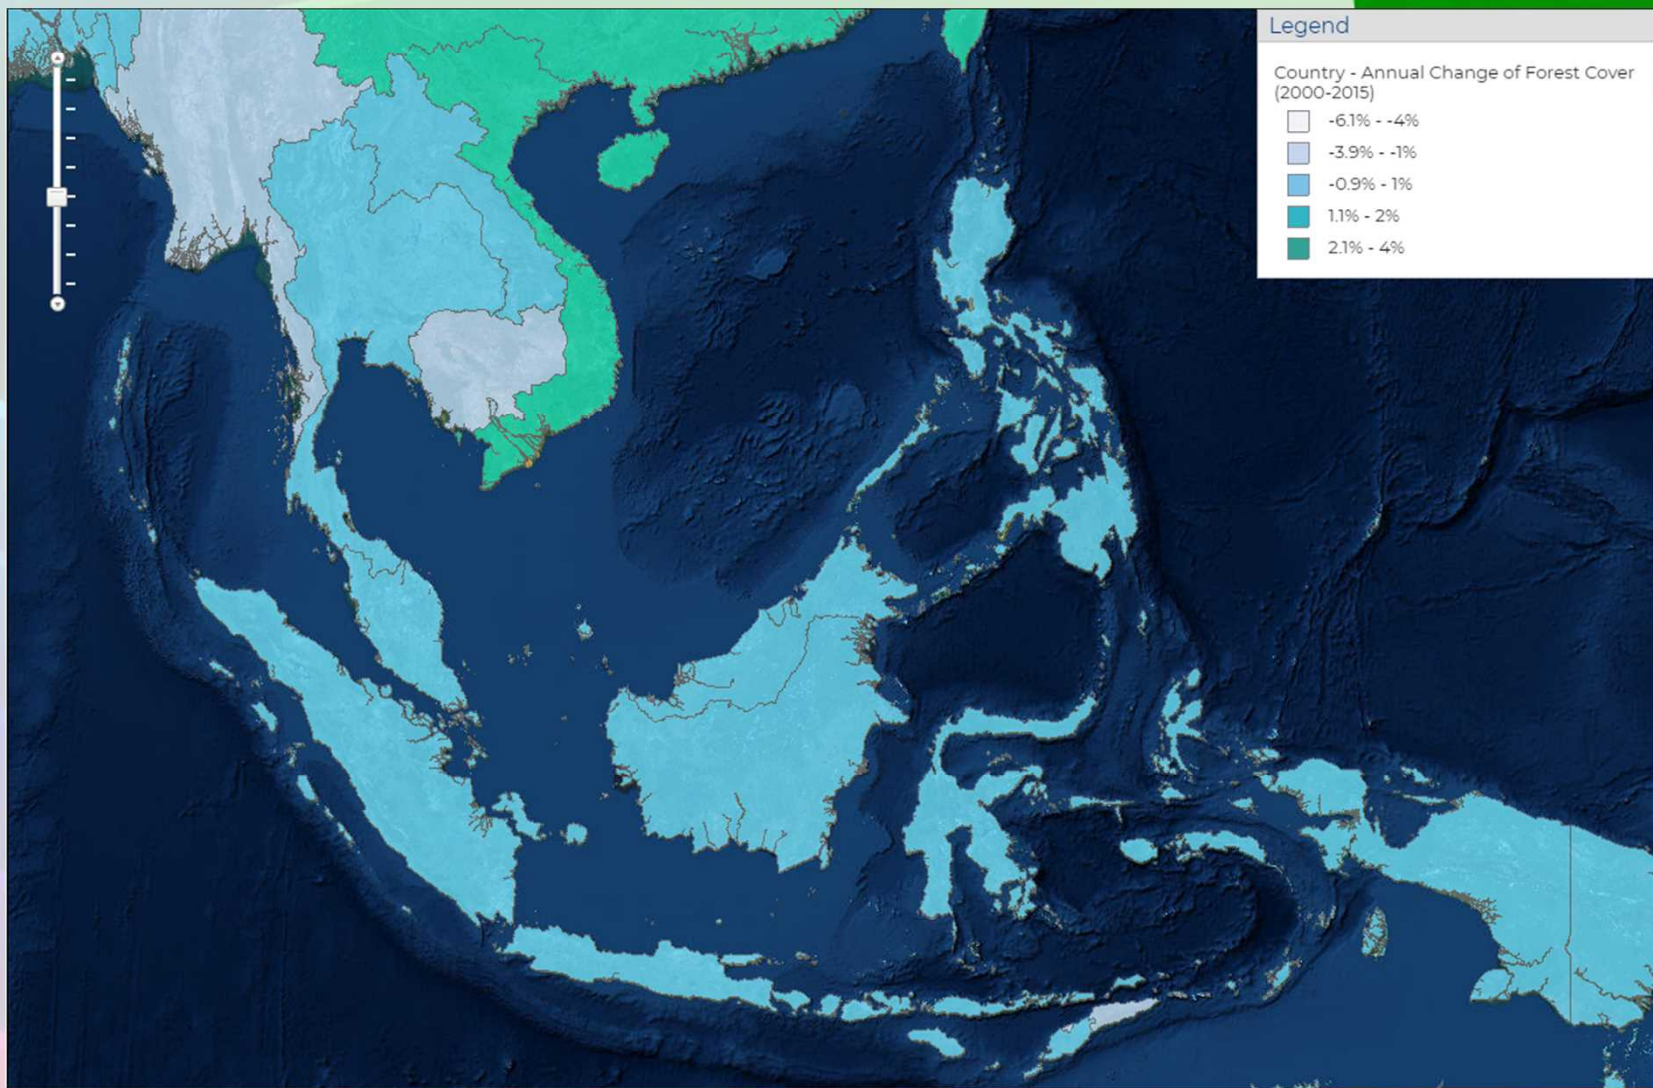 Legend
Country - Annual Change of Forest Cover
(2000-2015)
-6.1% - -4%
-3.9% - -1%
-0.9% - 1%
1.1% - 2%
2.1% - 4%